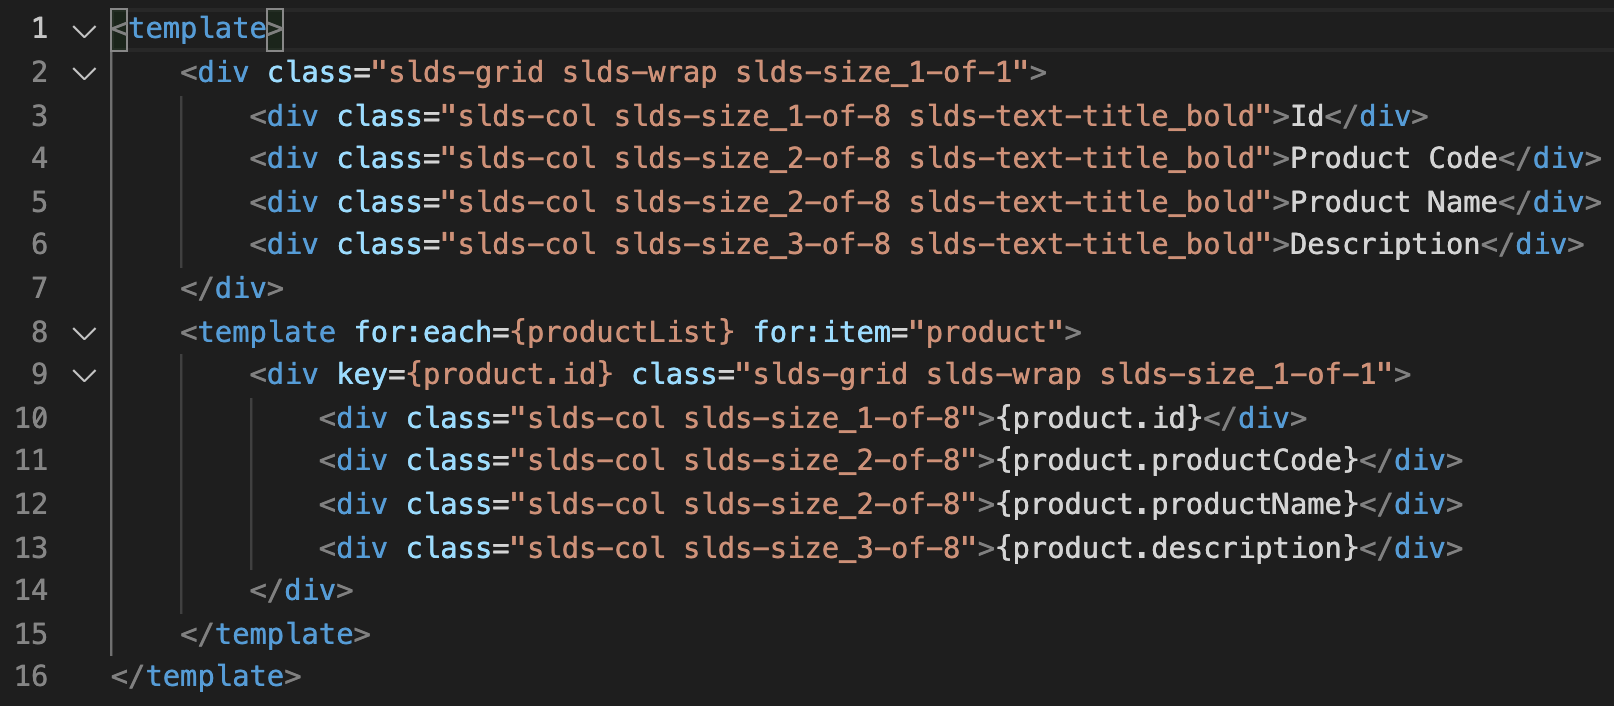 1 <template>
2 <div class="slds-grid slds-wrap slds-size_1-of-1">
3 <div class="slds-col slds-size_1-of-8 slds-text-title_bold">Id</div>
4 <div class="slds-col slds-size_2-of-8 slds-text-title_bold">Product Code</div>
5 <div class="slds-col slds-size_2-of-8 slds-text-title_bold">Product Name</div>
6 <div class="slds-col slds-size_3-of-8 slds-text-title_bold">Description</div>
7 </div>
8 <template for:each={productList} for:item="product">
9 <div key={product.id} class="slds-grid slds-wrap slds-size_1-of-1">
10 <div class="slds-col slds-size_1-of-8">{product.id}</div>
11 <div class="slds-col slds-size_2-of-8">{product.productCode}</div>
12 <div class="slds-col slds-size_2-of-8">{product.productName}</div>
13 <div class="slds-col slds-size_3-of-8">{product.description}</div>
14 </div>
15 </template>
16 </template>